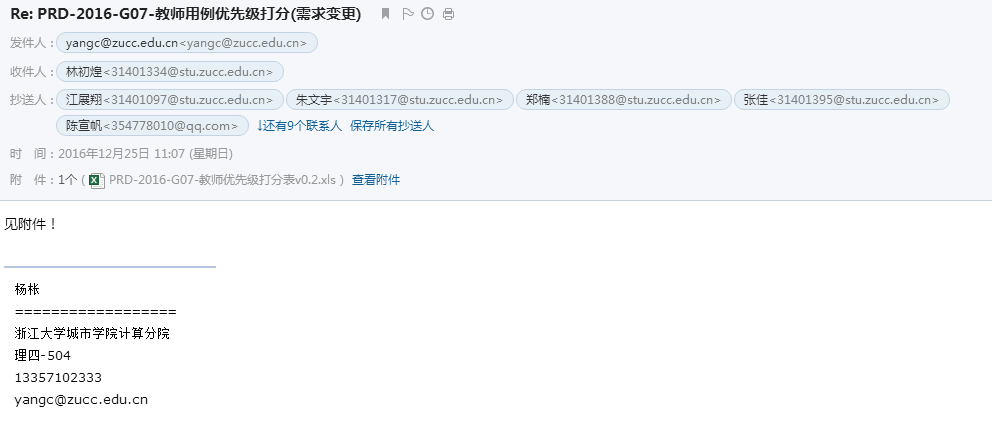 Re: PRD-2016-G07-教师用例优先级打分(需求变更)
发件人：yangc@zucc.edu.cn<yangc@zucc.edu.cn>
收件人：林初煌<31401334@stu.zucc.edu.cn>
抄送人：江展翔<31401097@stu.zucc.edu.cn> 朱文宇<31401317@stu.zucc.edu.cn> 郑楠<31401388@stu.zucc.edu.cn> 张佳<31401395@stu.zucc.edu.cn>
陈宣帆<354778010@qq.com> ↓还有9个联系人 保存所有抄送人
时 间：2016年12月25日 11:07 (星期日)
附 件：1个 ( PRD-2016-G07-教师优先级打分表v0.2.xls ) 查看附件
见附件！
杨枨
==================
浙江大学城市学院计算分院
理四-504
13357102333
yangc@zucc.edu.cn